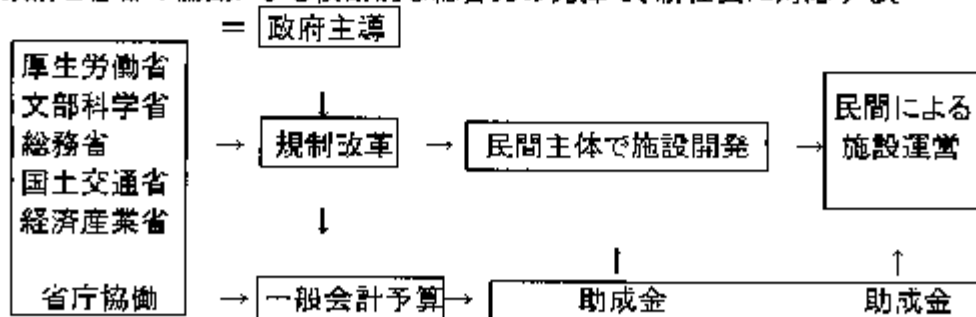 ＝ 政府主導
厚生労働省
文部科学省
総務省 → 規制改革 → 民間主体で施設開発 → 民間による
施設運営
国土交通省
経済産業省
↓
↓
↑ ↑
省庁協働 → 一般会計予算→ 助成金 助成金